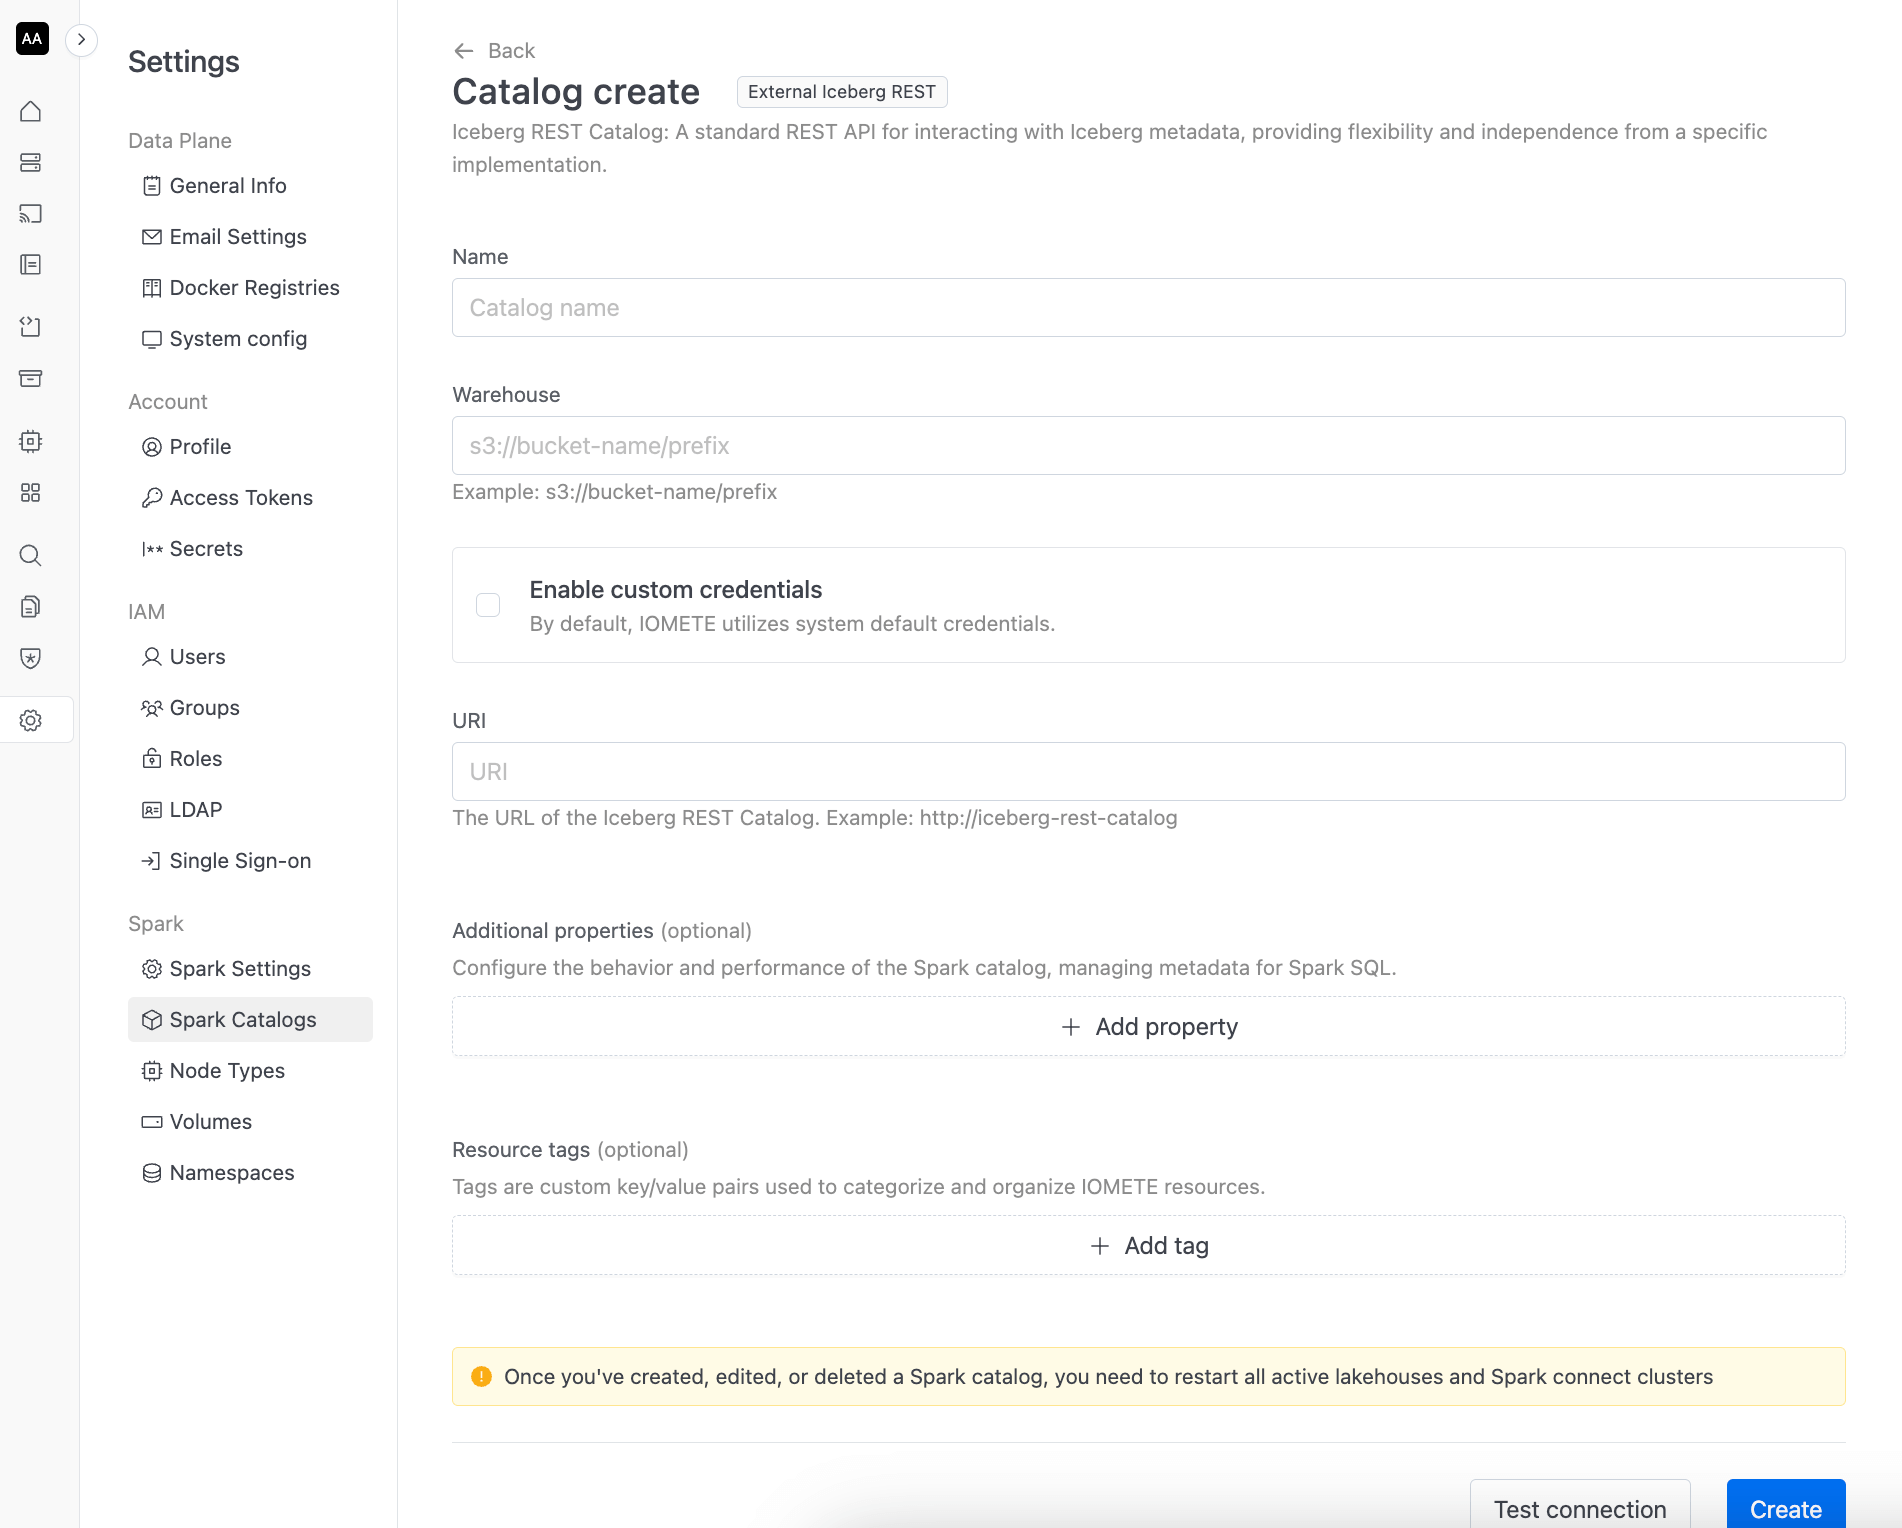 AA
Settings
Data Plane
General Info
Email Settings
Docker Registries
System config
Account
Profile
Access Tokens
Secrets
IAM
Users
Groups
Roles
LDAP
Single Sign-on
Spark
Spark Settings
Spark Catalogs
Node Types
Volumes
Namespaces
Back
Catalog create
External Iceberg REST
Iceberg REST Catalog: A standard REST API for interacting with Iceberg metadata, providing flexibility and independence from a specific
implementation.
Name
Catalog name
Warehouse
s3://bucket-name/prefix
Example: s3://bucket-name/prefix
Enable custom credentials
By default, IOMETE utilizes system default credentials.
URI
URI
The URL of the Iceberg REST Catalog. Example: http://iceberg-rest-catalog
Additional properties (optional)
Configure the behavior and performance of the Spark catalog, managing metadata for Spark SQL.
Add property
Resource tags (optional)
Tags are custom key/value pairs used to categorize and organize IOMETE resources.
Add tag
Once you've created, edited, or deleted a Spark catalog, you need to restart all active lakehouses and Spark connect clusters
Test connection
Create